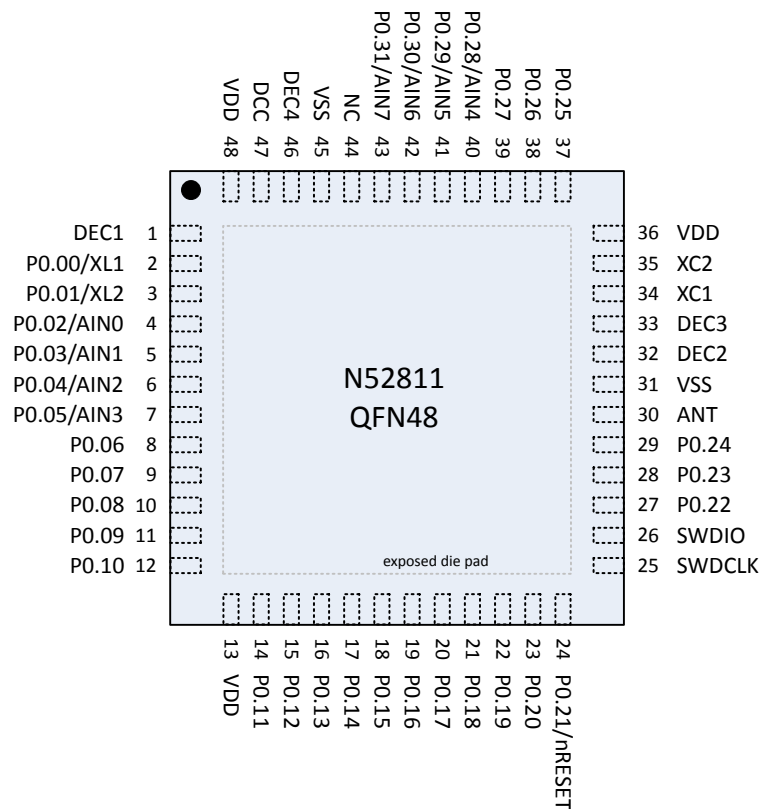 48 VDD
47 DCC
46 DEC4
45 VSS
44 NC
43 P0.31/AIN7
42 P0.30/AIN6
41 P0.29/AIN5
40 P0.28/AIN4
39 P0.27
38 P0.26
37 P0.25
DEC1 1
P0.00/XL1 2
P0.01/XL2 3
P0.02/AIN0 4
P0.03/AIN1 5
P0.04/AIN2 6
P0.05/AIN3 7
P0.06 8
P0.07 9
P0.08 10
P0.09 11
P0.10 12
N52811
QFN48
exposed die pad
36 VDD
35 XC2
34 XC1
33 DEC3
32 DEC2
31 VSS
30 ANT
29 P0.24
28 P0.23
27 P0.22
26 SWDIO
25 SWDCLK
13 VDD
14 P0.11
15 P0.12
16 P0.13
17 P0.14
18 P0.15
19 P0.16
20 P0.17
21 P0.18
22 P0.19
23 P0.20
24 P0.21/nRESET